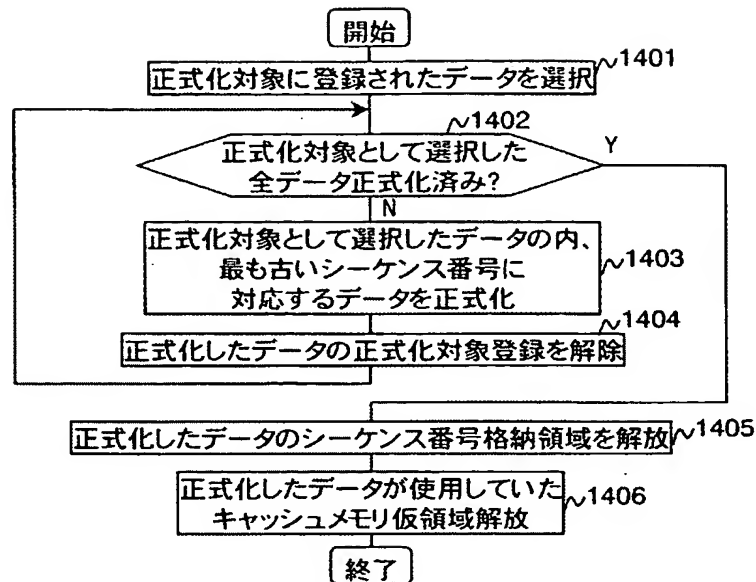 開始
1401
正式化対象に登録されたデータを選択
1402
正式化対象として選択した
全データ正式化済み?
Y
N
正式化対象として選択したデータの内、
最も古いシーケンス番号に
対応するデータを正式化
1403
1404
正式化したデータの正式化対象登録を解除
正式化したデータのシーケンス番号格納領域を解放
1405
正式化したデータが使用していた
キャッシュメモリ仮領域解放
1406
終了